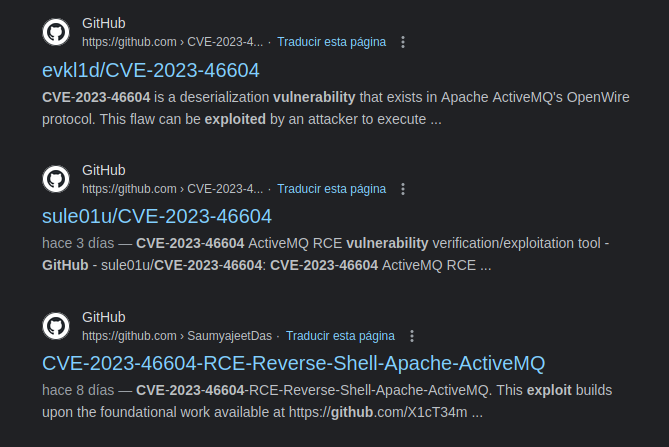 GitHub
https://github.com › CVE-2023-4... · Traducir esta página
evkl1d/CVE-2023-46604
CVE-2023-46604 is a deserialization vulnerability that exists in Apache ActiveMQ's OpenWire
protocol. This flaw can be exploited by an attacker to execute ...
GitHub
https://github.com › CVE-2023-4... · Traducir esta página
sule01u/CVE-2023-46604
hace 3 días — CVE-2023-46604 ActiveMQ RCE vulnerability verification/exploitation tool -
GitHub - sule01u/CVE-2023-46604: CVE-2023-46604 ActiveMQ RCE ...
GitHub
https://github.com › SaumyajeetDas · Traducir esta página
CVE-2023-46604-RCE-Reverse-Shell-Apache-ActiveMQ
hace 8 días — CVE-2023-46604-RCE-Reverse-Shell-Apache-ActiveMQ. This exploit builds
upon the foundational work available at https://github.com/X1cT34m ...